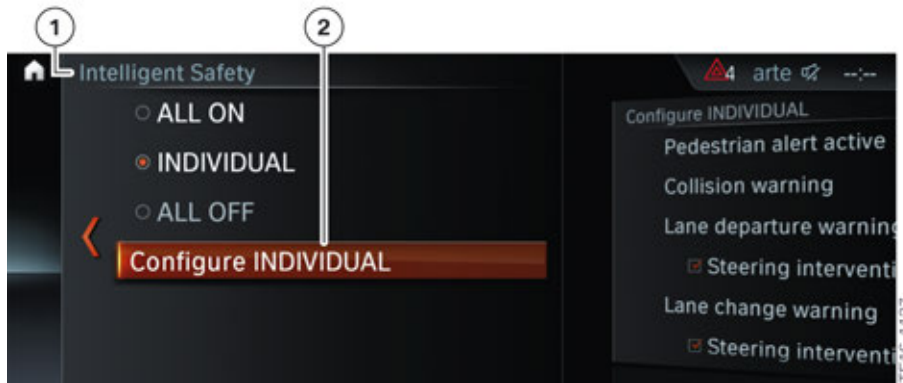 1
2
Intelligent Safety
ALL ON
INDIVIDUAL
ALL OFF
Configure INDIVIDUAL
4 arte --:--
Configure INDIVIDUAL
Pedestrian alert active
Collision warning
Lane departure warning
Steering interventi
Lane change warning
Steering interventi